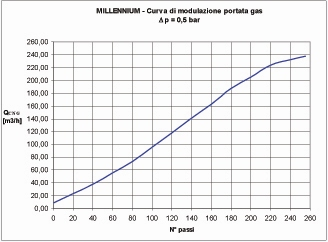 MILLENNIUM - Curva di modulazione portata gas
Δ p = 0,5 bar
260,00
240,00
220,00
200,00
180,00
160,00
140,00
120,00
100,00
80,00
60,00
40,00
20,00
0,00
QCNG
[m3/h]
0 20 40 60 80 100 120 140 160 180 200 220 240 260
N° passi